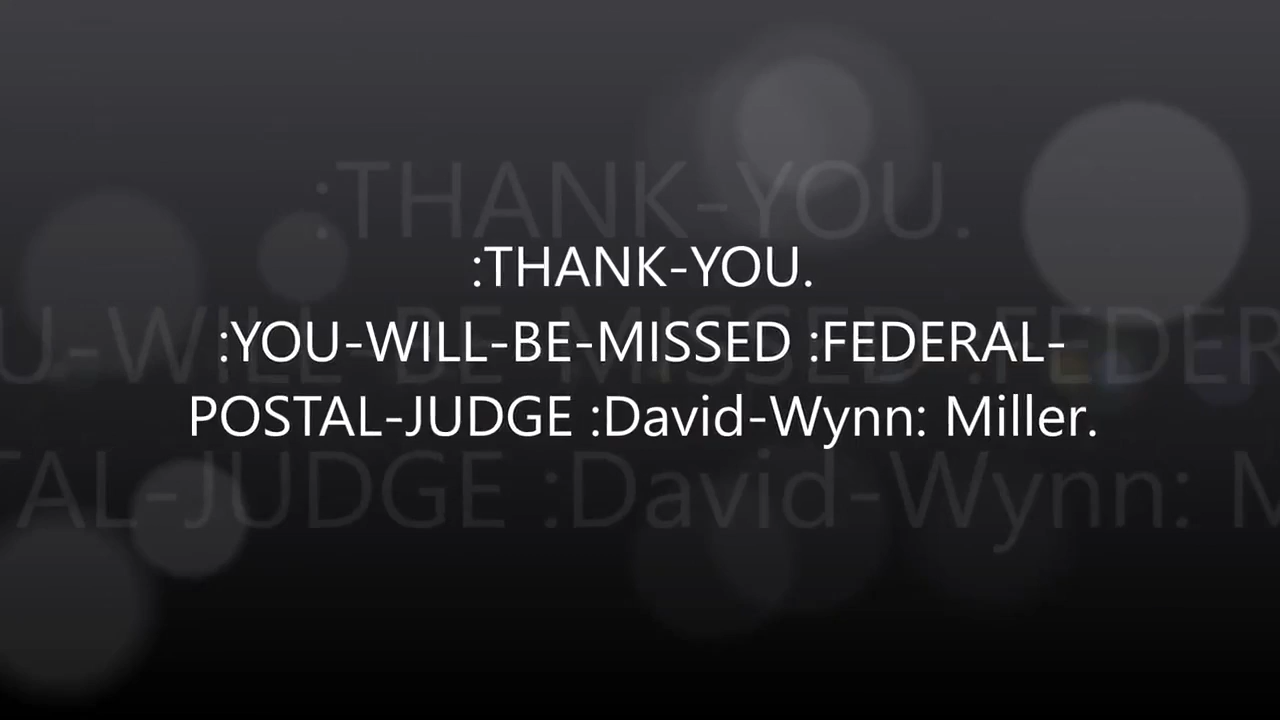 :THANK-YOU.
:YOU-WILL-BE-MISSED :FEDERAL-
POSTAL-JUDGE :David-Wynn: Miller.